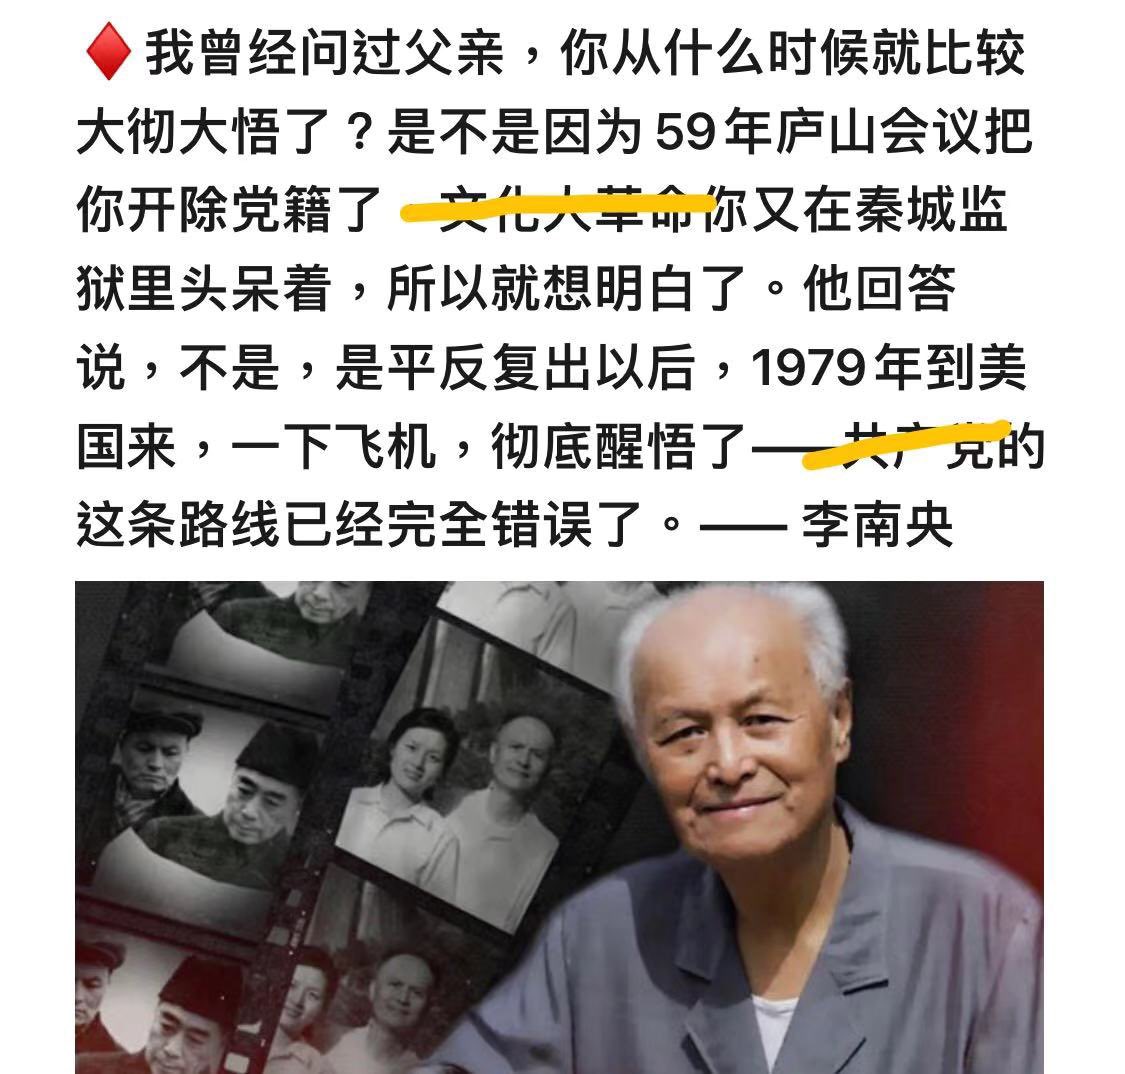 ♦️我曾经问过父亲，你从什么时候就比较
大彻大悟了？是不是因为59年庐山会议把
你开除党籍了 文化大革命你又在秦城监
狱里头呆着，所以就想明白了。他回答
说，不是，是平反复出以后，1979年到美
国来，一下飞机，彻底醒悟了——共产党的
这条路线已经完全错误了。—— 李南央